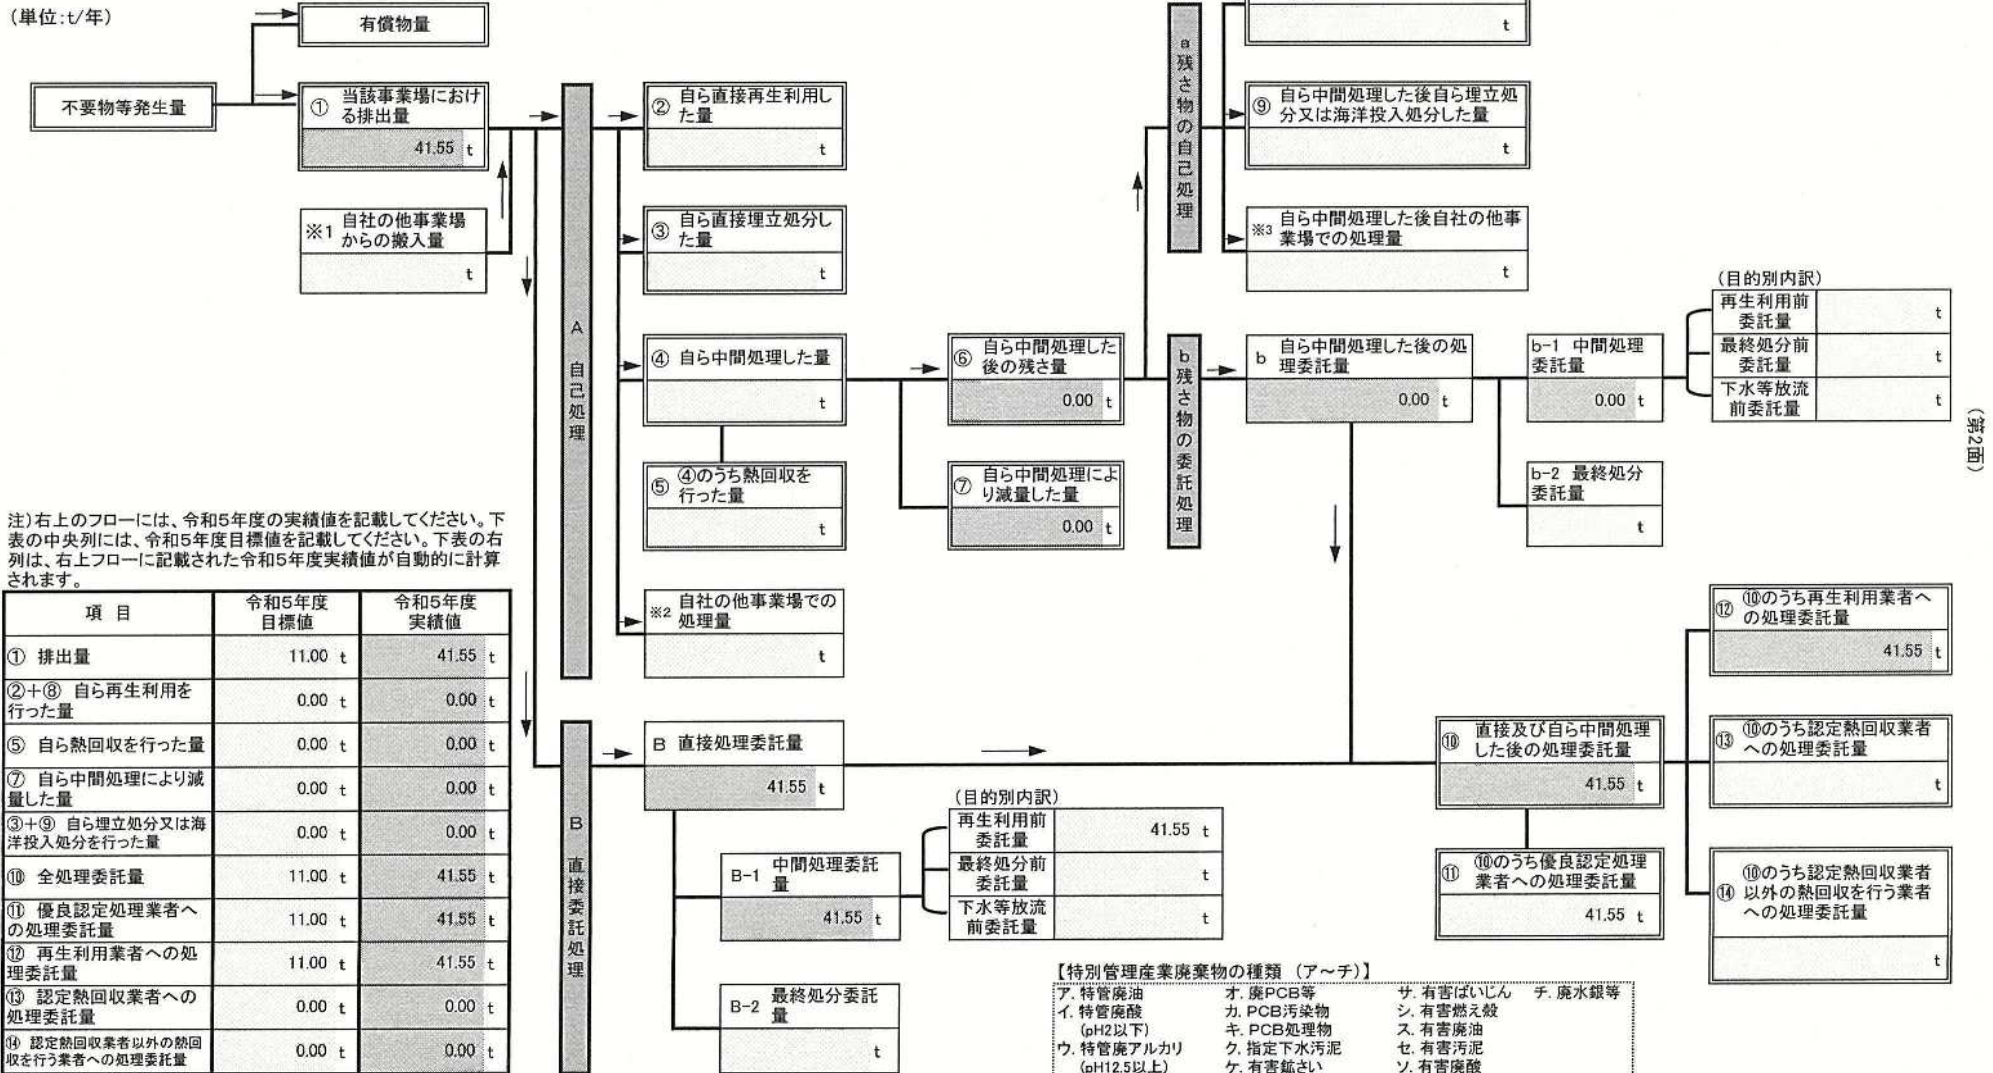 (単位:t/年)
有償物量
不要物等発生量
① 当該事業場におけ
る排出量
41.55 t
※1 自社の他事業場
からの搬入量
t
A 自己処理
② 自ら直接再生利用し
た量
t
③ 自ら直接埋立処分し
た量
t
④ 自ら中間処理した量
t
⑤ ④のうち熱回収を
行った量
t
※2 自社の他事業場での
処理量
t
⑥ 自ら中間処理した
後の残さ量
0.00 t
⑦ 自ら中間処理によ
り減量した量
0.00 t
a 残さ物の自己処理
t
⑨ 自ら中間処理した後自ら埋立処
分又は海洋投入処分した量
t
※3 自ら中間処理した後自社の他事
業場での処理量
t
b 残さ物の委託処理
b 自ら中間処理した後の処
理委託量
0.00 t
b-1 中間処理
委託量
0.00 t
b-2 最終処分
委託量
t
(目的別内訳)
再生利用前
委託量
t
最終処分前
委託量
t
下水等放流
前委託量
t
(第2面)
注)右上のフローには、令和5年度の実績値を記載してください。下
表の中央列には、令和5年度目標値を記載してください。下表の右
列は、右上フローに記載された令和5年度実績値が自動的に計算
されます。
項 目 令和5年度 令和5年度
目標値 実績値
① 排出量 11.00 t 41.55 t
②+⑧ 自ら再生利用を
行った量 0.00 t 0.00 t
⑤ 自ら熱回収を行った量 0.00 t 0.00 t
⑦ 自ら中間処理により減
量した量 0.00 t 0.00 t
③+⑨ 自ら埋立処分又は海
洋投入処分を行った量 0.00 t 0.00 t
⑩ 全処理委託量 11.00 t 41.55 t
⑪ 優良認定処理業者へ
の処理委託量 11.00 t 41.55 t
⑫ 再生利用業者への処
理委託量 11.00 t 41.55 t
⑬ 認定熱回収業者への
処理委託量 0.00 t 0.00 t
⑭ 認定熱回収業者以外の熱回
収を行う業者への処理委託量 0.00 t 0.00 t
B 直接委託処理
B 直接処理委託量
41.55 t
B-1 中間処理委託
量
41.55 t
B-2 最終処分委託
量
t
(目的別内訳)
再生利用前
委託量
41.55 t
最終処分前
委託量
t
下水等放流
前委託量
t
⑩ 直接及び自ら中間処理
した後の処理委託量
41.55 t
⑪ ⑩のうち優良認定処理
業者への処理委託量
41.55 t
⑫ ⑩のうち再生利用業者へ
の処理委託量
41.55 t
⑬ ⑩のうち認定熱回収業者
への処理委託量
t
⑭ ⑩のうち認定熱回収業者
以外の熱回収を行う業者
への処理委託量
t
【特別管理産業廃棄物の種類 (ア～チ)】
ア. 特管廃油 オ. 廃PCB等 サ. 有害ばいじん チ. 廃水銀等
イ. 特管廃酸 カ. PCB汚染物 シ. 有害燃え殻
(pH2以下) キ. PCB処理物 ス. 有害廃油
ウ. 特管廃アルカリ ク. 指定下水汚泥 セ. 有害汚泥
(pH12.5以上) ケ. 有害鉱さい ソ. 有害廃酸